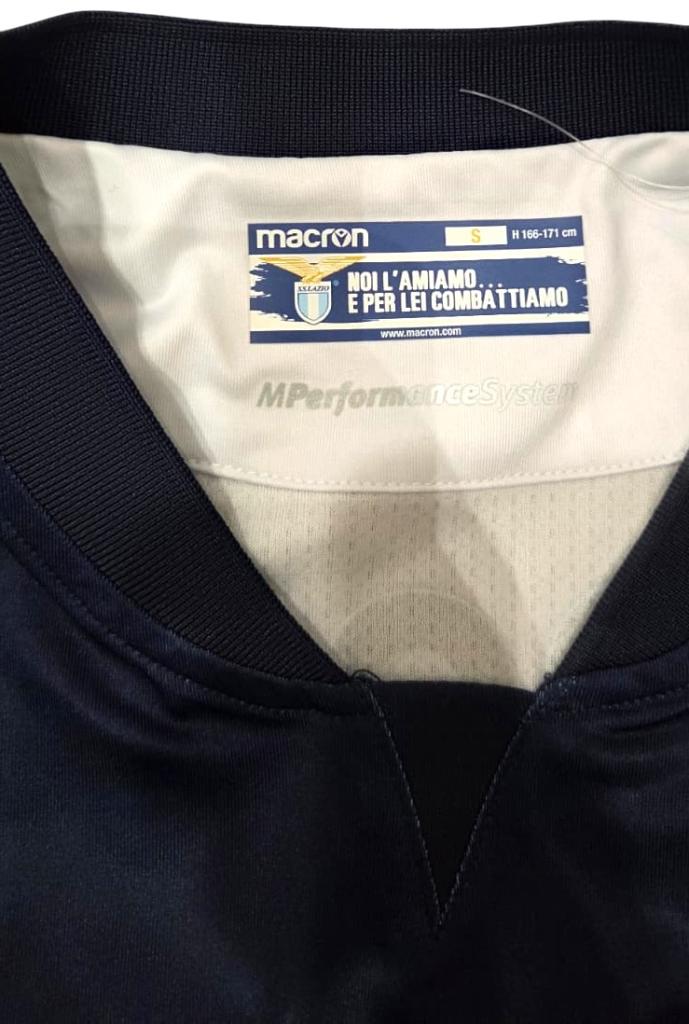 macron S H 166-171 cm
S.S.LAZIO
NOI L'AMIAMO...
E PER LEI COMBATTIAMO
www.macron.com
MPerformanceSystem